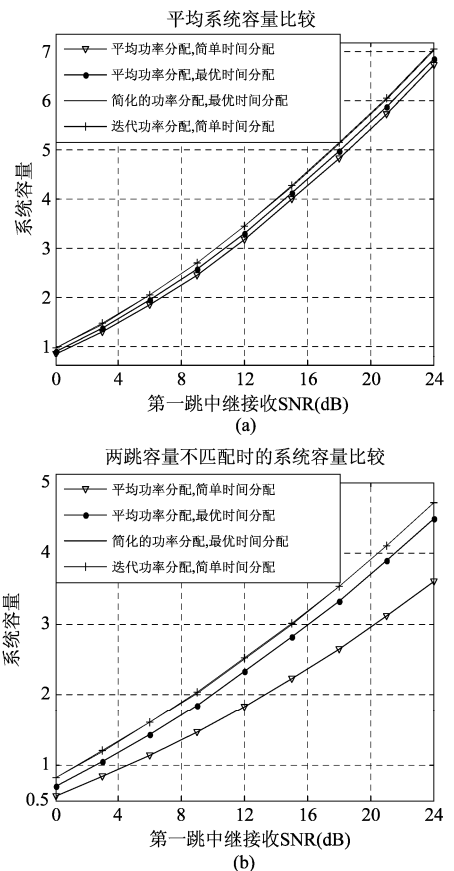 平均系统容量比较
平均功率分配,简单时间分配
平均功率分配,最优时间分配
简化的功率分配,最优时间分配
迭代功率分配,简单时间分配
系统容量
7
6
5
4
3
2
1
0 4 8 12 16 20 24
第一跳中继接收SNR(dB)
(a)
两跳容量不匹配时的系统容量比较
平均功率分配,简单时间分配
平均功率分配,最优时间分配
简化的功率分配,最优时间分配
迭代功率分配,简单时间分配
系统容量
5
4
3
2
1
0.5
0 4 8 12 16 20 24
第一跳中继接收SNR(dB)
(b)